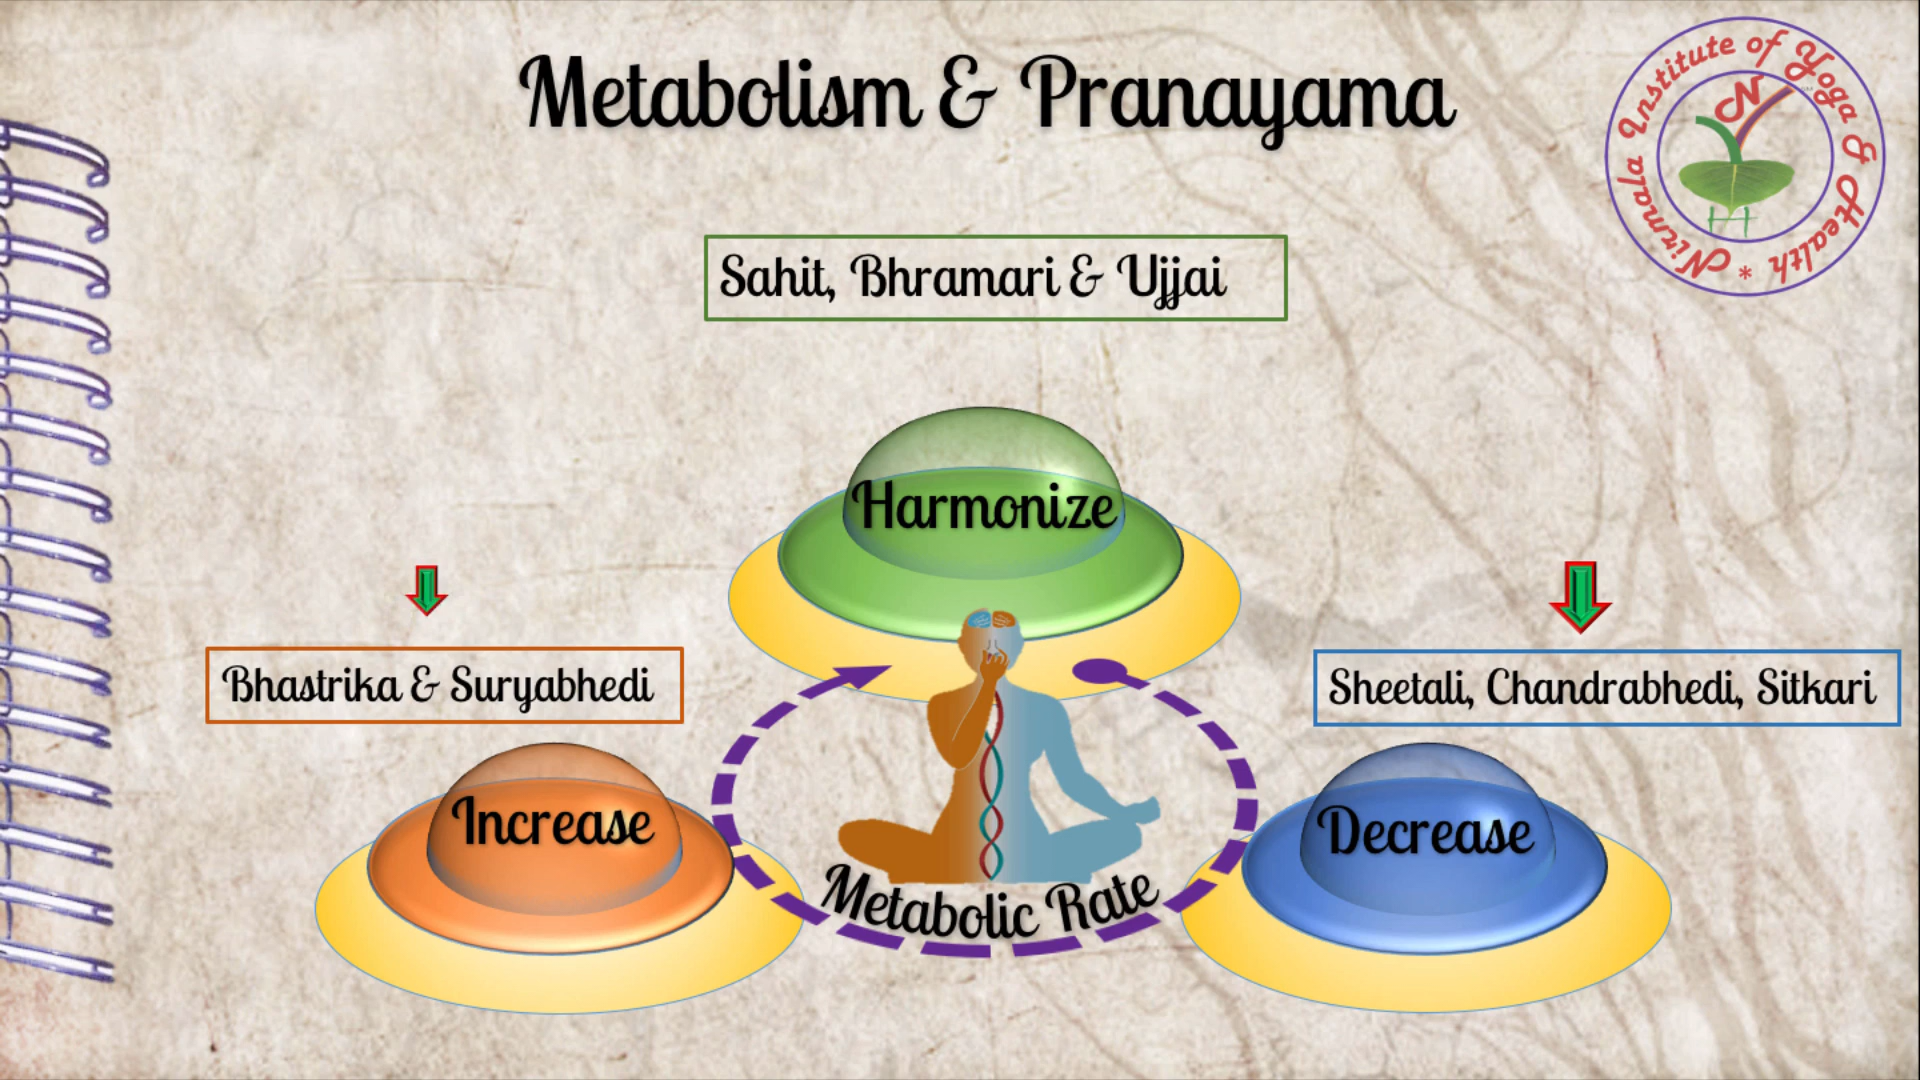 Metabolism & Pranayama
Nirmala Institute of Yoga & Health *
N
SM
H
Sahit, Bhramari & Ujjai
Harmonize
Bhastrika & Suryabhedi
Sheetali, Chandrabhedi, Sitkari
Increase
Decrease
Metabolic Rate